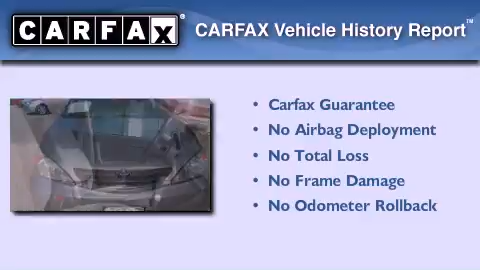 CARFAX®
CARFAX Vehicle History Report™
• Carfax Guarantee
• No Airbag Deployment
• No Total Loss
• No Frame Damage
• No Odometer Rollback